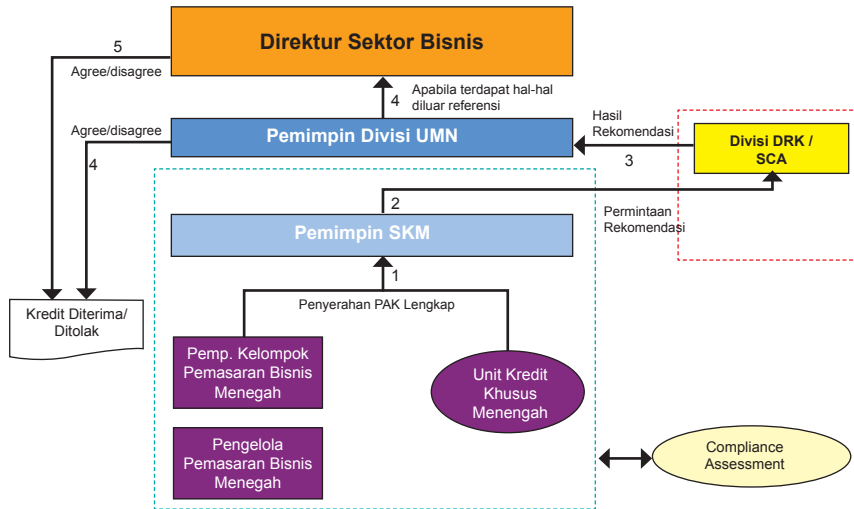 5
Direktur Sektor Bisnis
Agree/disagree
4
Apabila terdapat hal-hal
diluar referensi
Agree/disagree
4
Pemimpin Divisi UMN
Hasil
Rekomendasi
3
Divisi DRK /
SCA
2
Permintaan
Rekomendasi
Pemimpin SKM
1
Penyerahan PAK Lengkap
Kredit Diterima/
Ditolak
Pemp. Kelompok
Pemasaran Bisnis
Menegah
Unit Kredit
Khusus
Menengah
Pengelola
Pemasaran Bisnis
Menegah
Compliance
Assessment